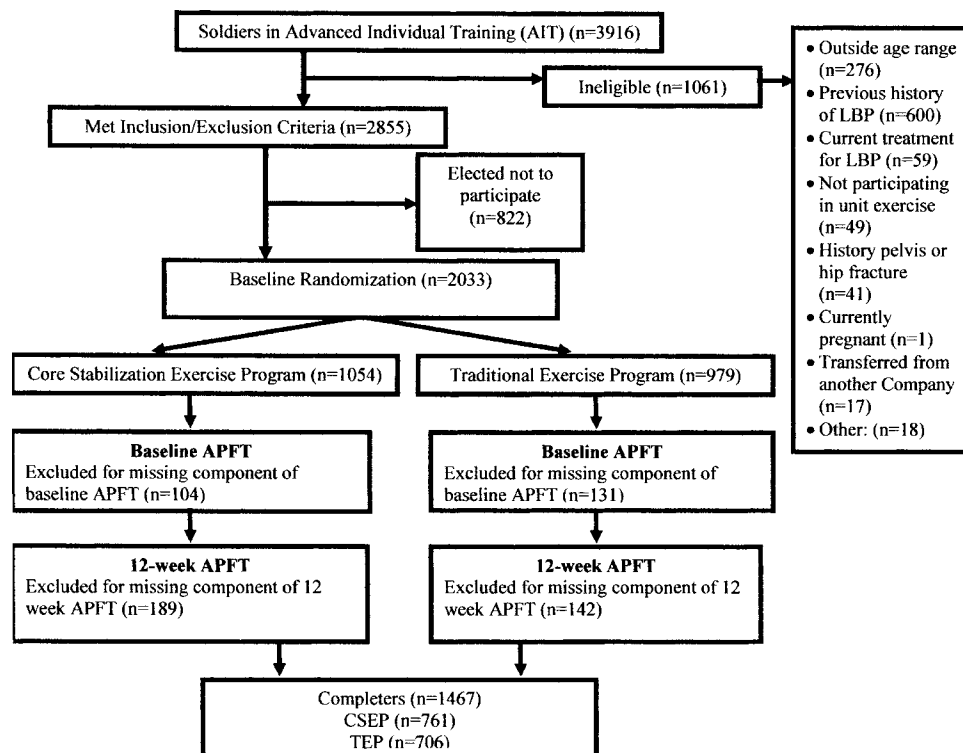 Soldiers in Advanced Individual Training (AIT) (n=3916)
Ineligible (n=1061)
• Outside age range
(n=276)
• Previous history
of LBP (n=600)
• Current treatment
for LBP (n=59)
• Not participating
in unit exercise
(n=49)
• History pelvis or
hip fracture
(n=41)
• Currently
pregnant (n=1)
• Transferred from
another Company
(n=17)
• Other: (n=18)
Met Inclusion/Exclusion Criteria (n=2855)
Elected not to
participate
(n=822)
Baseline Randomization (n=2033)
Core Stabilization Exercise Program (n=1054)
Traditional Exercise Program (n=979)
Baseline APFT
Excluded for missing component of
baseline APFT (n=104)
Baseline APFT
Excluded for missing component of
baseline APFT (n=131)
12-week APFT
Excluded for missing component of 12
week APFT (n=189)
12-week APFT
Excluded for missing component of
12 week APFT (n=142)
Completers (n=1467)
CSEP (n=761)
TEP (n=706)